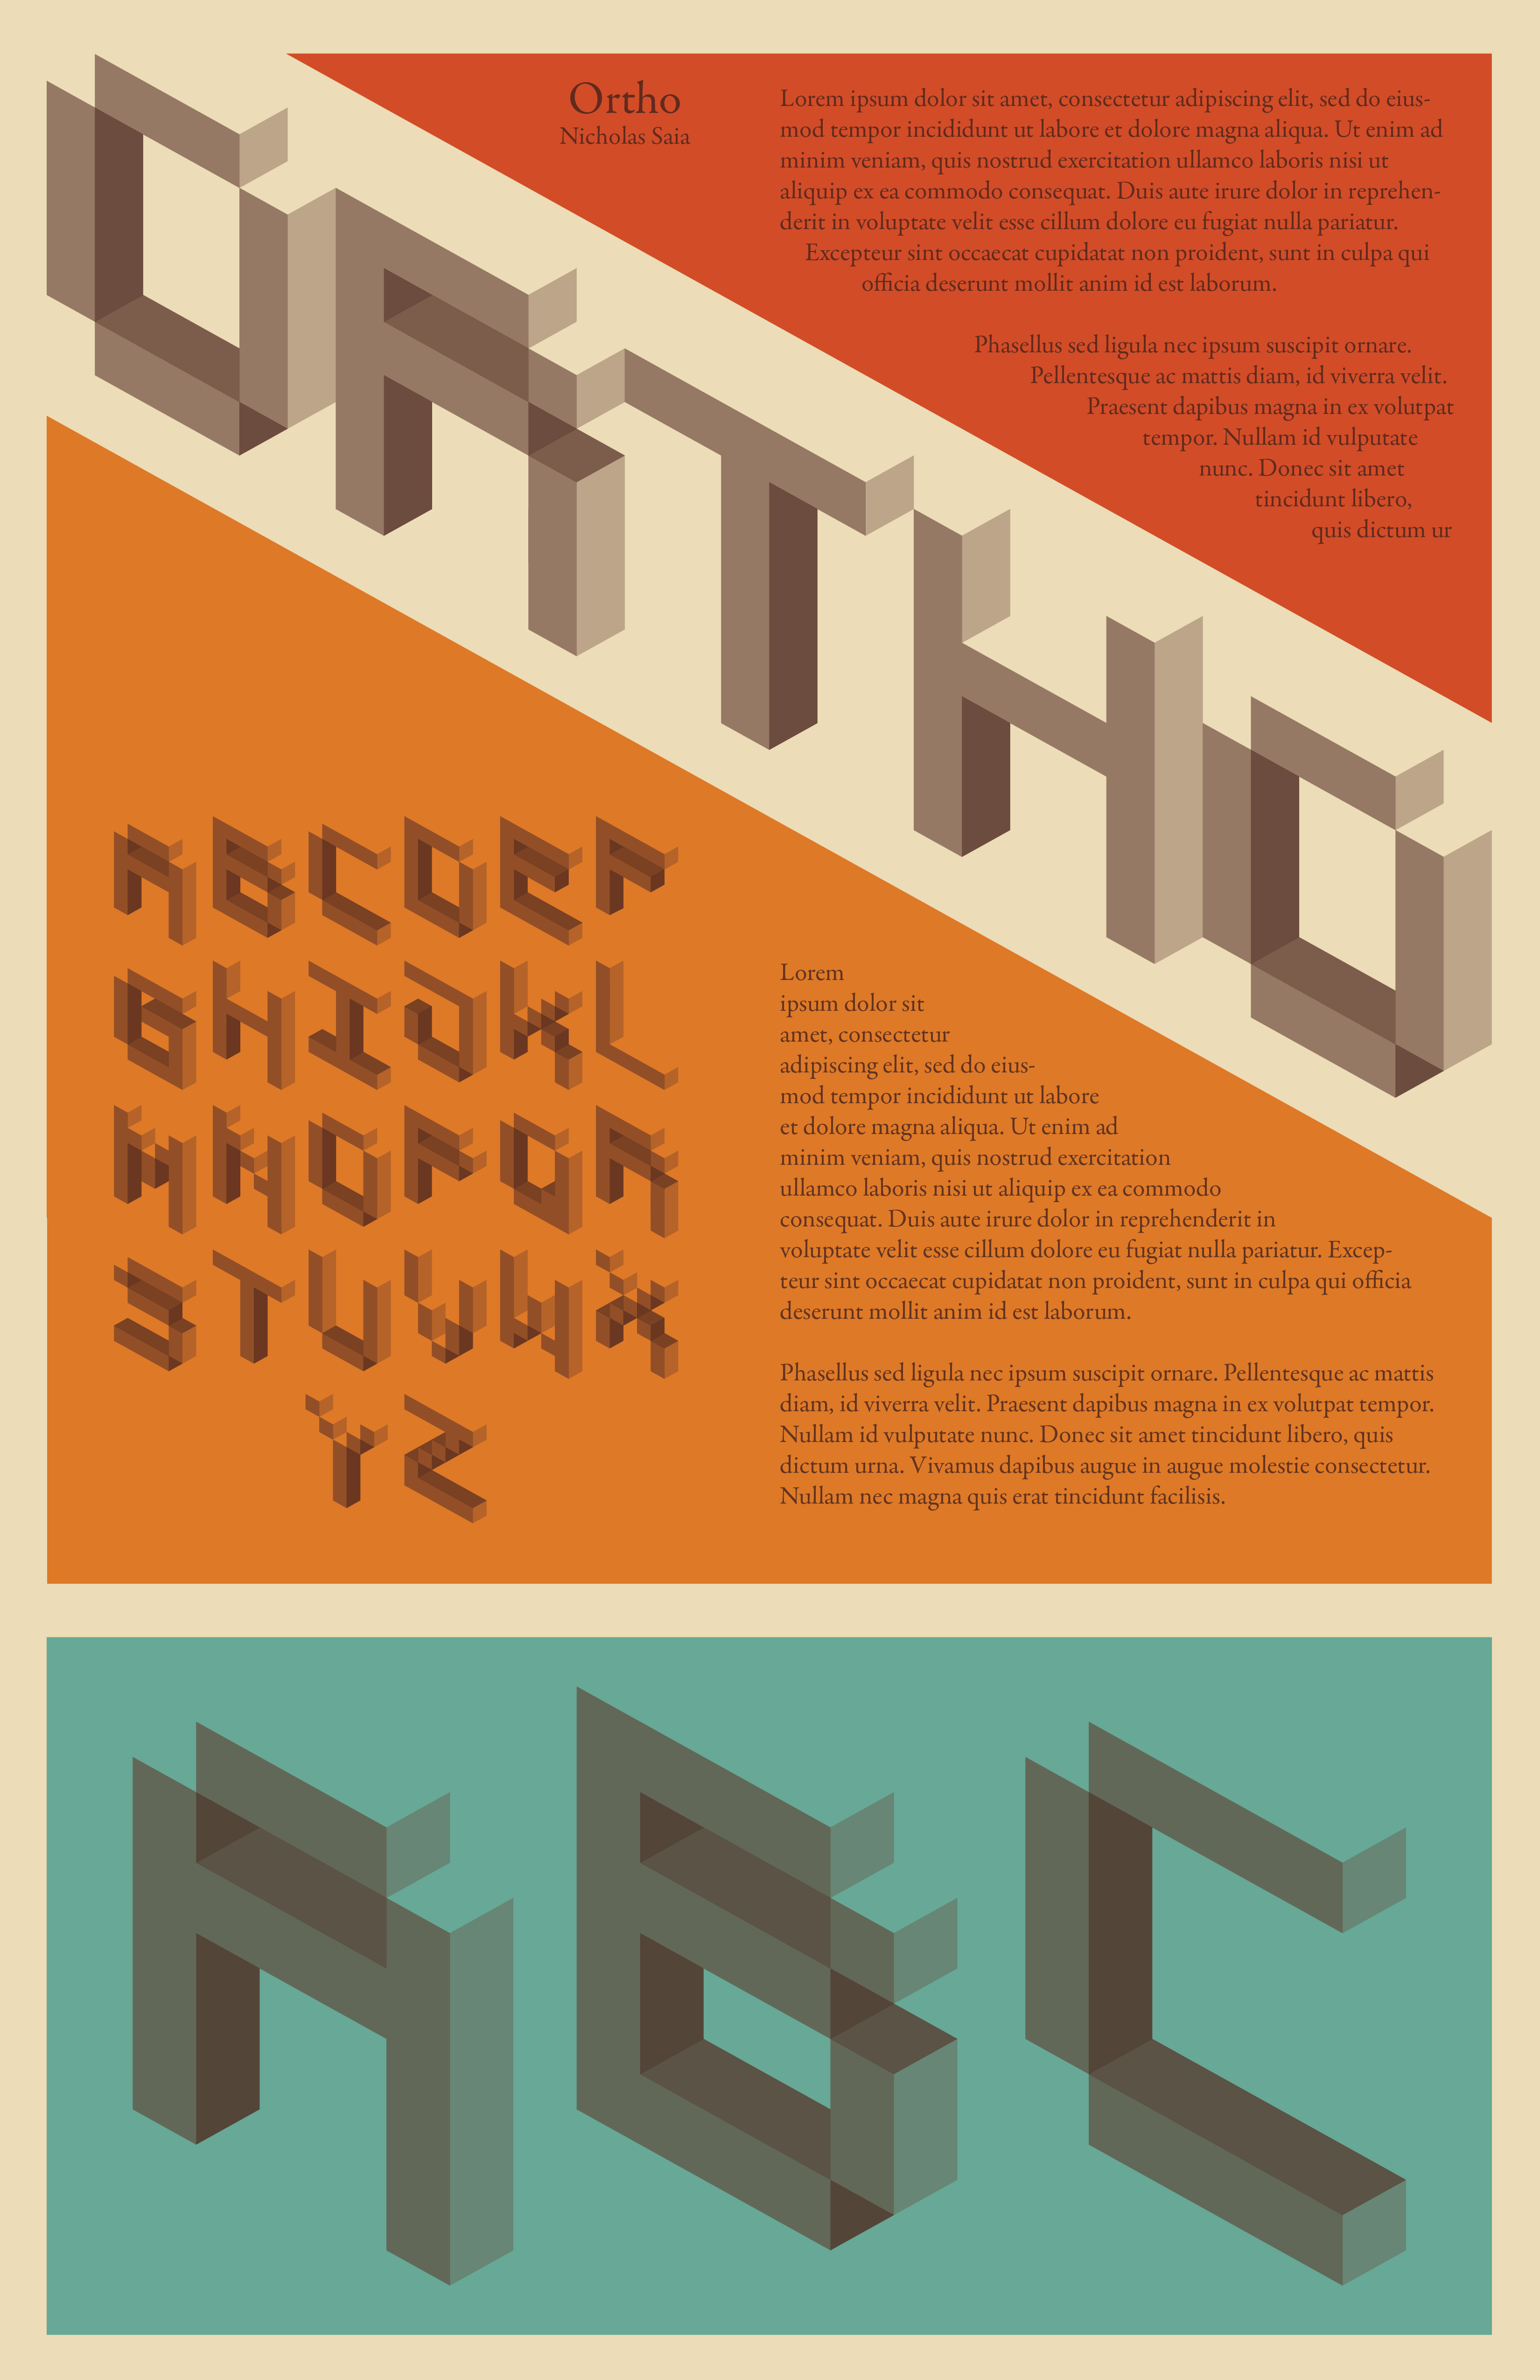 Ortho
Nicholas Saia
Lorem ipsum dolor sit amet, consectetur adipiscing elit, sed do eius-
mod tempor incididunt ut labore et dolore magna aliqua. Ut enim ad
minim veniam, quis nostrud exercitation ullamco laboris nisi ut
aliquip ex ea commodo consequat. Duis aute irure dolor in reprehen-
derit in voluptate velit esse cillum dolore eu fugiat nulla pariatur.
Excepteur sint occaecat cupidatat non proident, sunt in culpa qui
officia deserunt mollit anim id est laborum.
Phasellus sed ligula nec ipsum suscipit ornare.
Pellentesque ac mattis diam, id viverra velit.
Praesent dapibus magna in ex volutpat
tempor. Nullam id vulputate
nunc. Donec sit amet
tincidunt libero,
quis dictum ur
ORTHO
ABCDEF
GHIJKL
MNOPQR
STUVWX
YZ
Lorem
ipsum dolor sit
amet, consectetur
adipiscing elit, sed do eius-
mod tempor incididunt ut labore
et dolore magna aliqua. Ut enim ad
minim veniam, quis nostrud exercitation
ullamco laboris nisi ut aliquip ex ea commodo
consequat. Duis aute irure dolor in reprehenderit in
voluptate velit esse cillum dolore eu fugiat nulla pariatur. Excep-
teur sint occaecat cupidatat non proident, sunt in culpa qui officia
deserunt mollit anim id est laborum.
Phasellus sed ligula nec ipsum suscipit ornare. Pellentesque ac mattis
diam, id viverra velit. Praesent dapibus magna in ex volutpat tempor.
Nullam id vulputate nunc. Donec sit amet tincidunt libero, quis
dictum urna. Vivamus dapibus augue in augue molestie consectetur.
Nullam nec magna quis erat tincidunt facilisis.
ABC